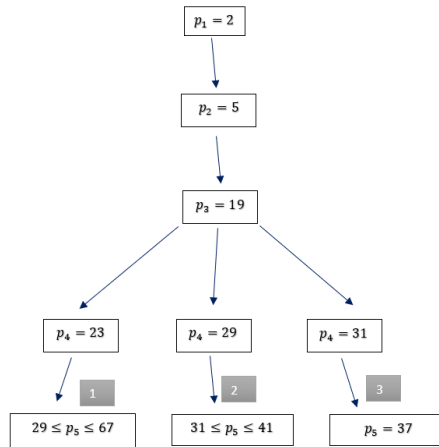 p₁ = 2
p₂ = 5
p₃ = 19
p₄ = 23
p₄ = 29
p₄ = 31
1
2
3
29 ≤ p₅ ≤ 67
31 ≤ p₅ ≤ 41
p₅ = 37